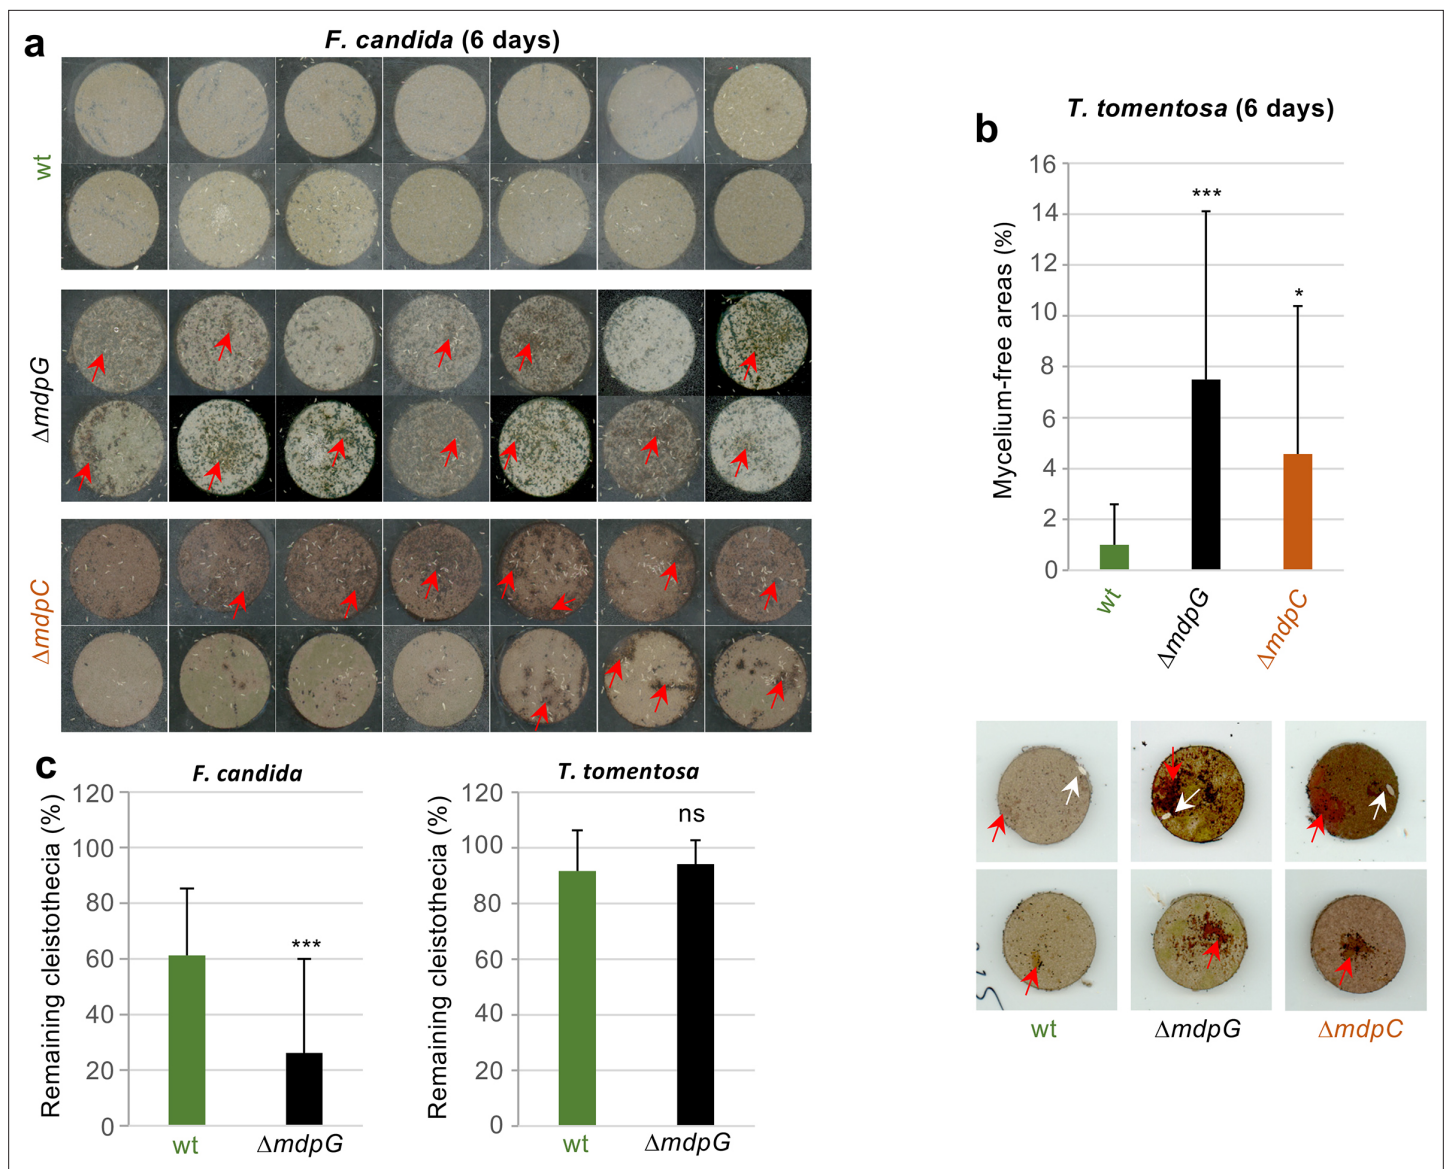 a
F. candida (6 days)
wt
ΔmdpG
ΔmdpC
b
T. tomentosa (6 days)
Mycelium-free areas (%)
16
14
12
10
8
6
4
2
0
***
*
wt
ΔmdpG
ΔmdpC
wt
ΔmdpG
ΔmdpC
c
F. candida
Remaining cleistothecia (%)
120
100
80
60
40
20
0
***
wt
ΔmdpG
T. tomentosa
Remaining cleistothecia (%)
120
100
80
60
40
20
0
ns
wt
ΔmdpG